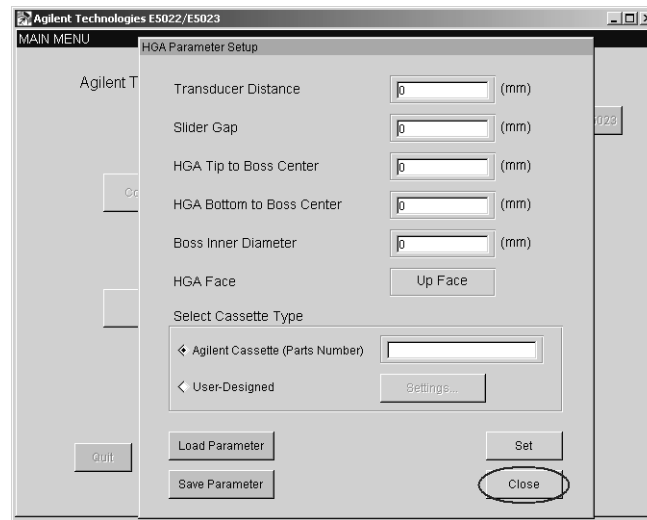 Agilent Technologies E5022/E5023
MAIN MENU
HGA Parameter Setup
Agilent T
Transducer Distance 0 (mm)
5023
Slider Gap 0 (mm)
HGA Tip to Boss Center 0 (mm)
Co
HGA Bottom to Boss Center 0 (mm)
Boss Inner Diameter 0 (mm)
HGA Face Up Face
Select Cassette Type
Agilent Cassette (Parts Number)
User-Designed Settings...
Load Parameter Set
Quit
Save Parameter Close